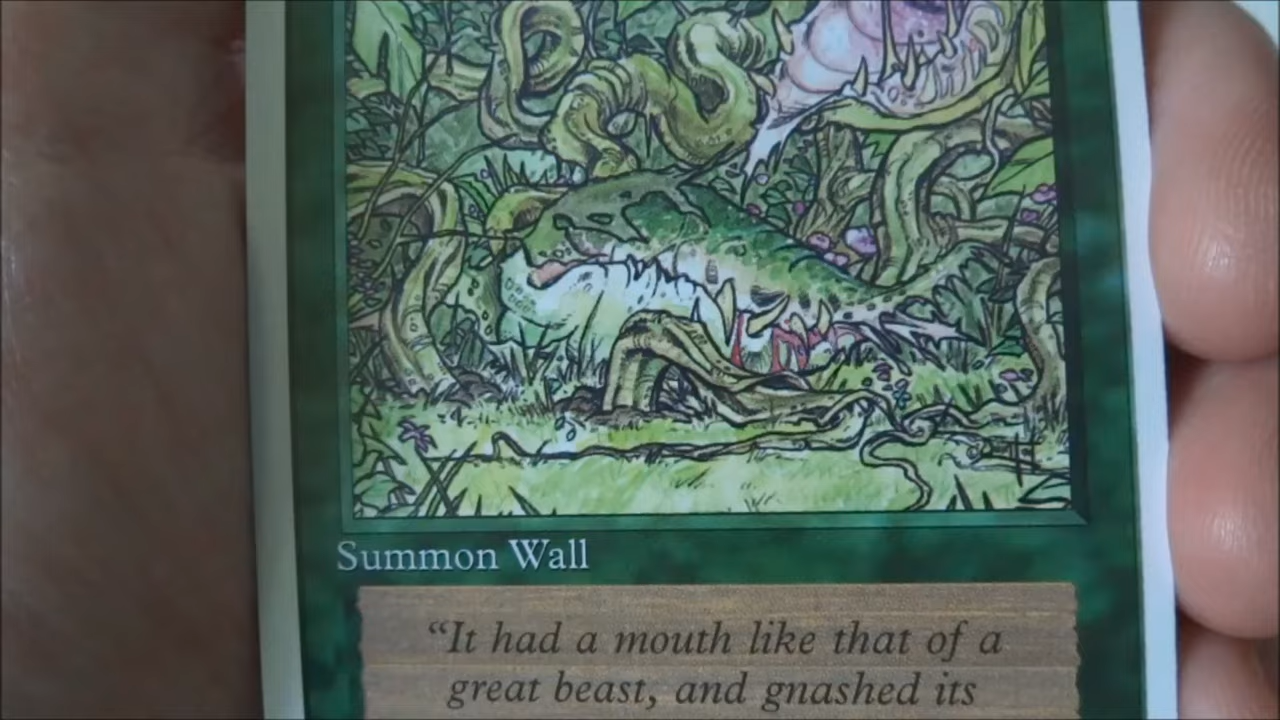 Summon Wall
“It had a mouth like that of a
great beast, and gnashed its